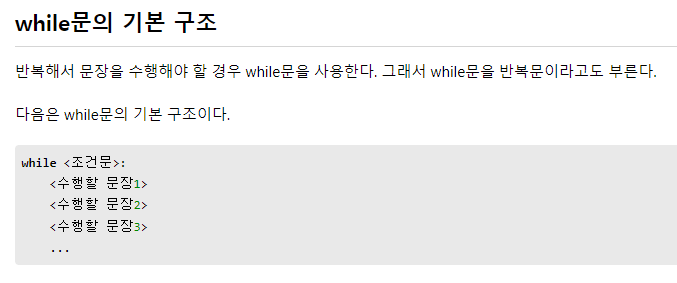 while문의 기본 구조
반복해서 문장을 수행해야 할 경우 while문을 사용한다. 그래서 while문을 반복문이라고도 부른다.
다음은 while문의 기본 구조이다.
while <조건문>:
    <수행할 문장1>
    <수행할 문장2>
    <수행할 문장3>
    ...